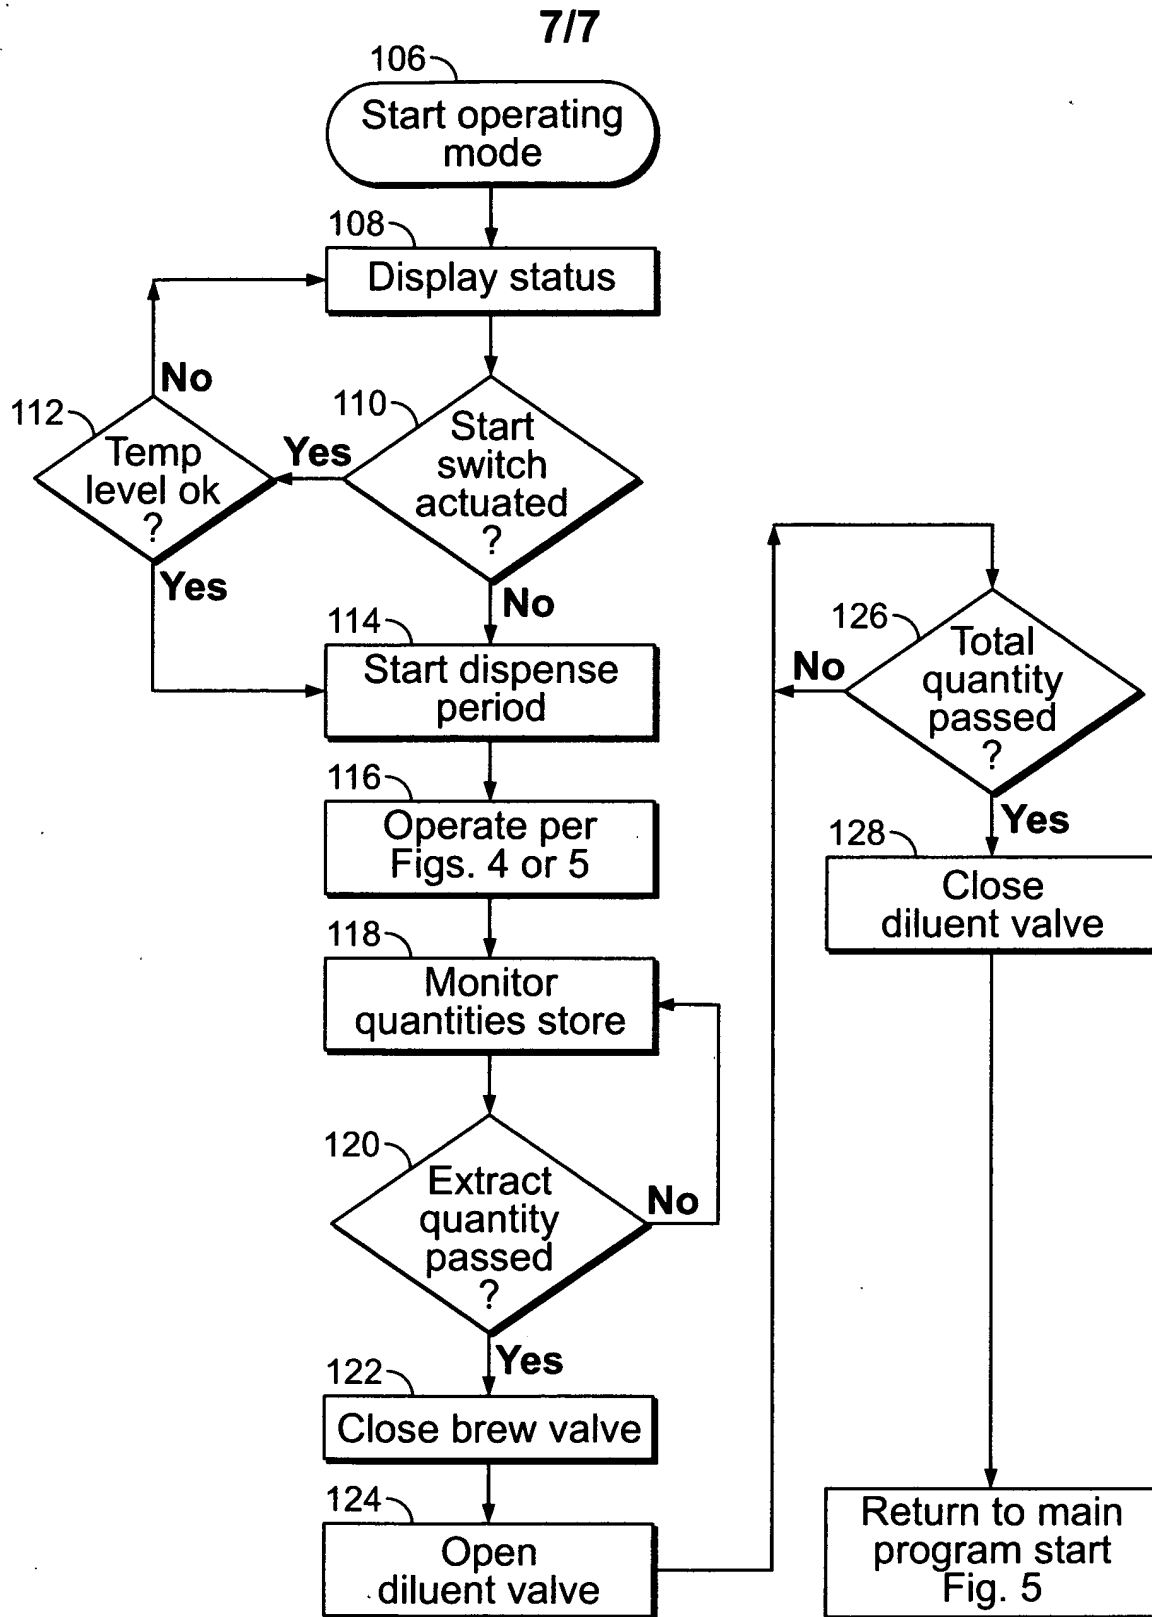 7/7
106
Start operating
mode
108
Display status
No
112
Temp
level ok
?
Yes
110
Start
switch
actuated
?
Yes
No
114
Start dispense
period
116
Operate per
Figs. 4 or 5
118
Monitor
quantities store
120
Extract
quantity
passed
?
No
Yes
122
Close brew valve
124
Open
diluent valve
126
Total
quantity
passed
?
No
Yes
128
Close
diluent valve
Return to main
program start
Fig. 5